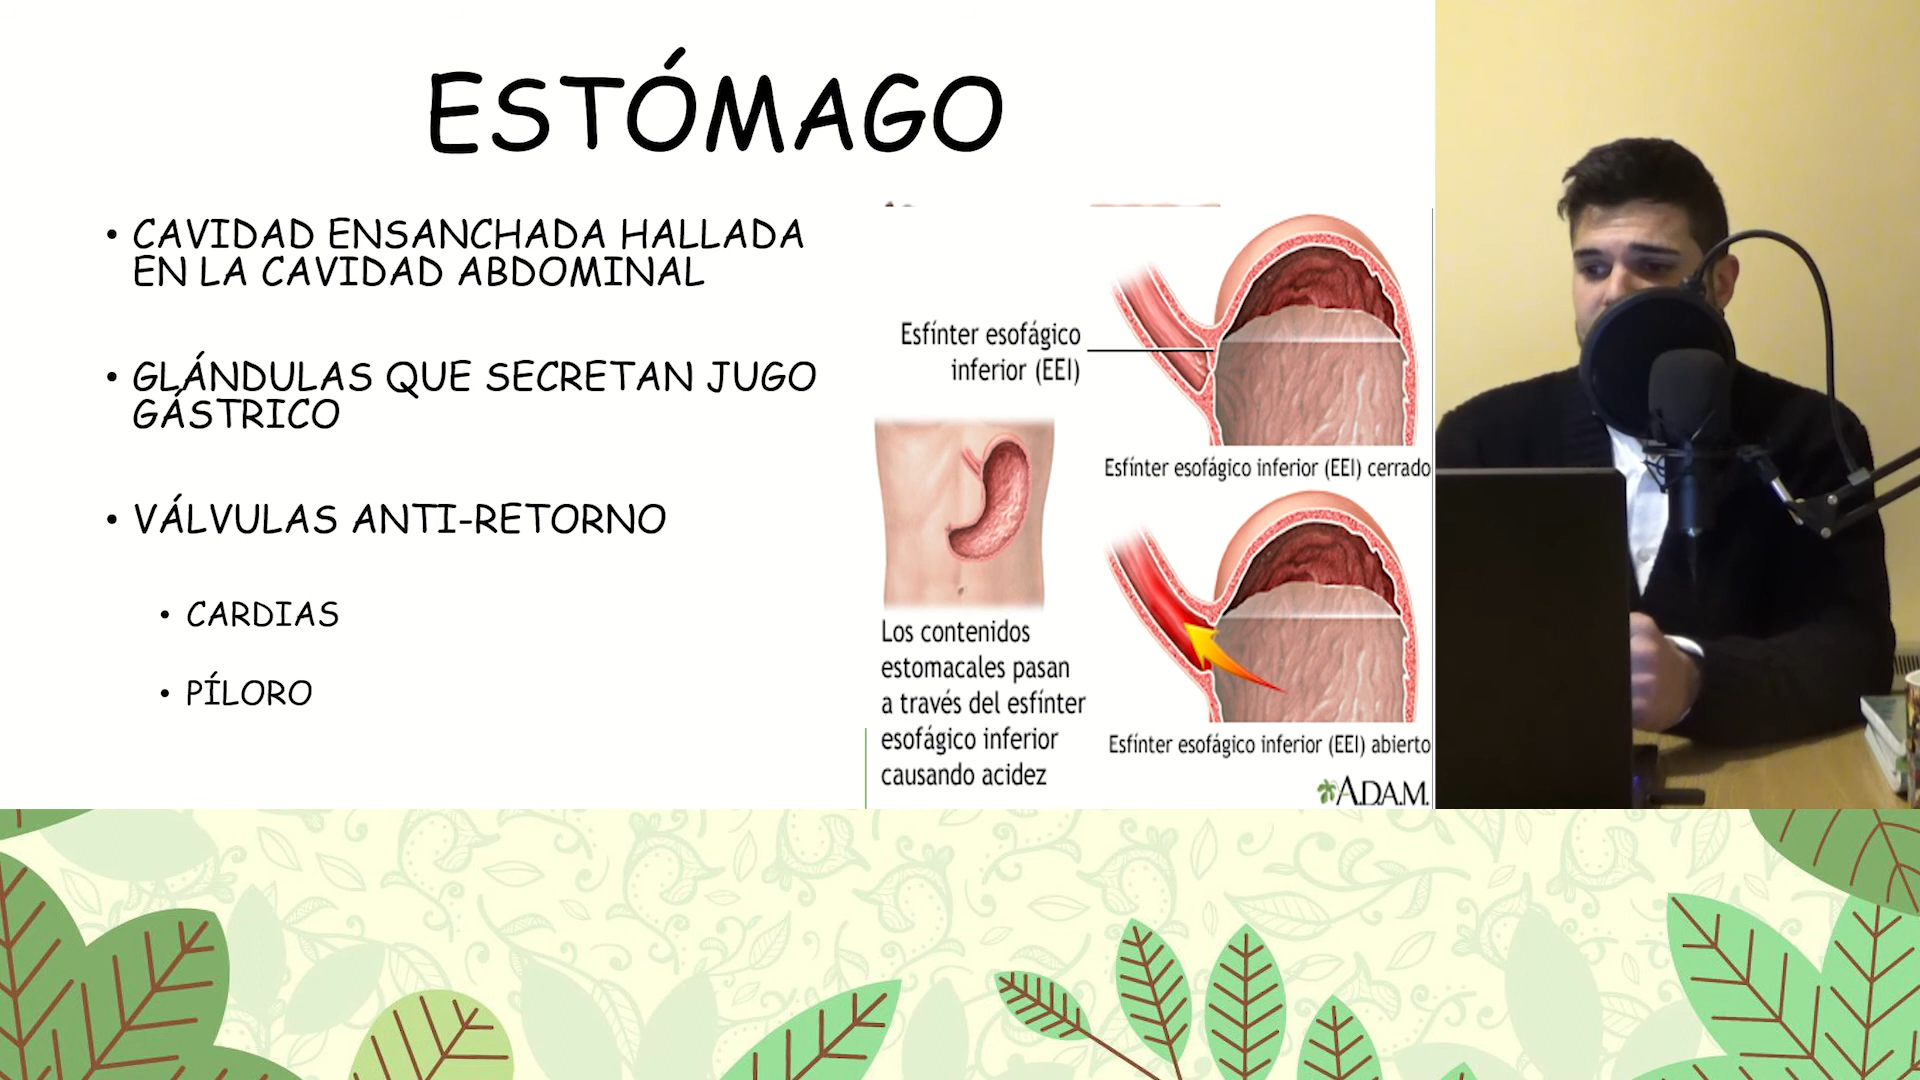 ESTÓMAGO
• CAVIDAD ENSANCHADA HALLADA
EN LA CAVIDAD ABDOMINAL
• GLÁNDULAS QUE SECRETAN JUGO
GÁSTRICO
• VÁLVULAS ANTI-RETORNO
• CARDIAS
• PÍLORO
Esfínter esofágico
inferior (EEI)
Esfínter esofágico inferior (EEI) cerrado
Los contenidos
estomacales pasan
a través del esfínter
esofágico inferior
causando acidez
Esfínter esofágico inferior (EEI) abierto
A.D.A.M.